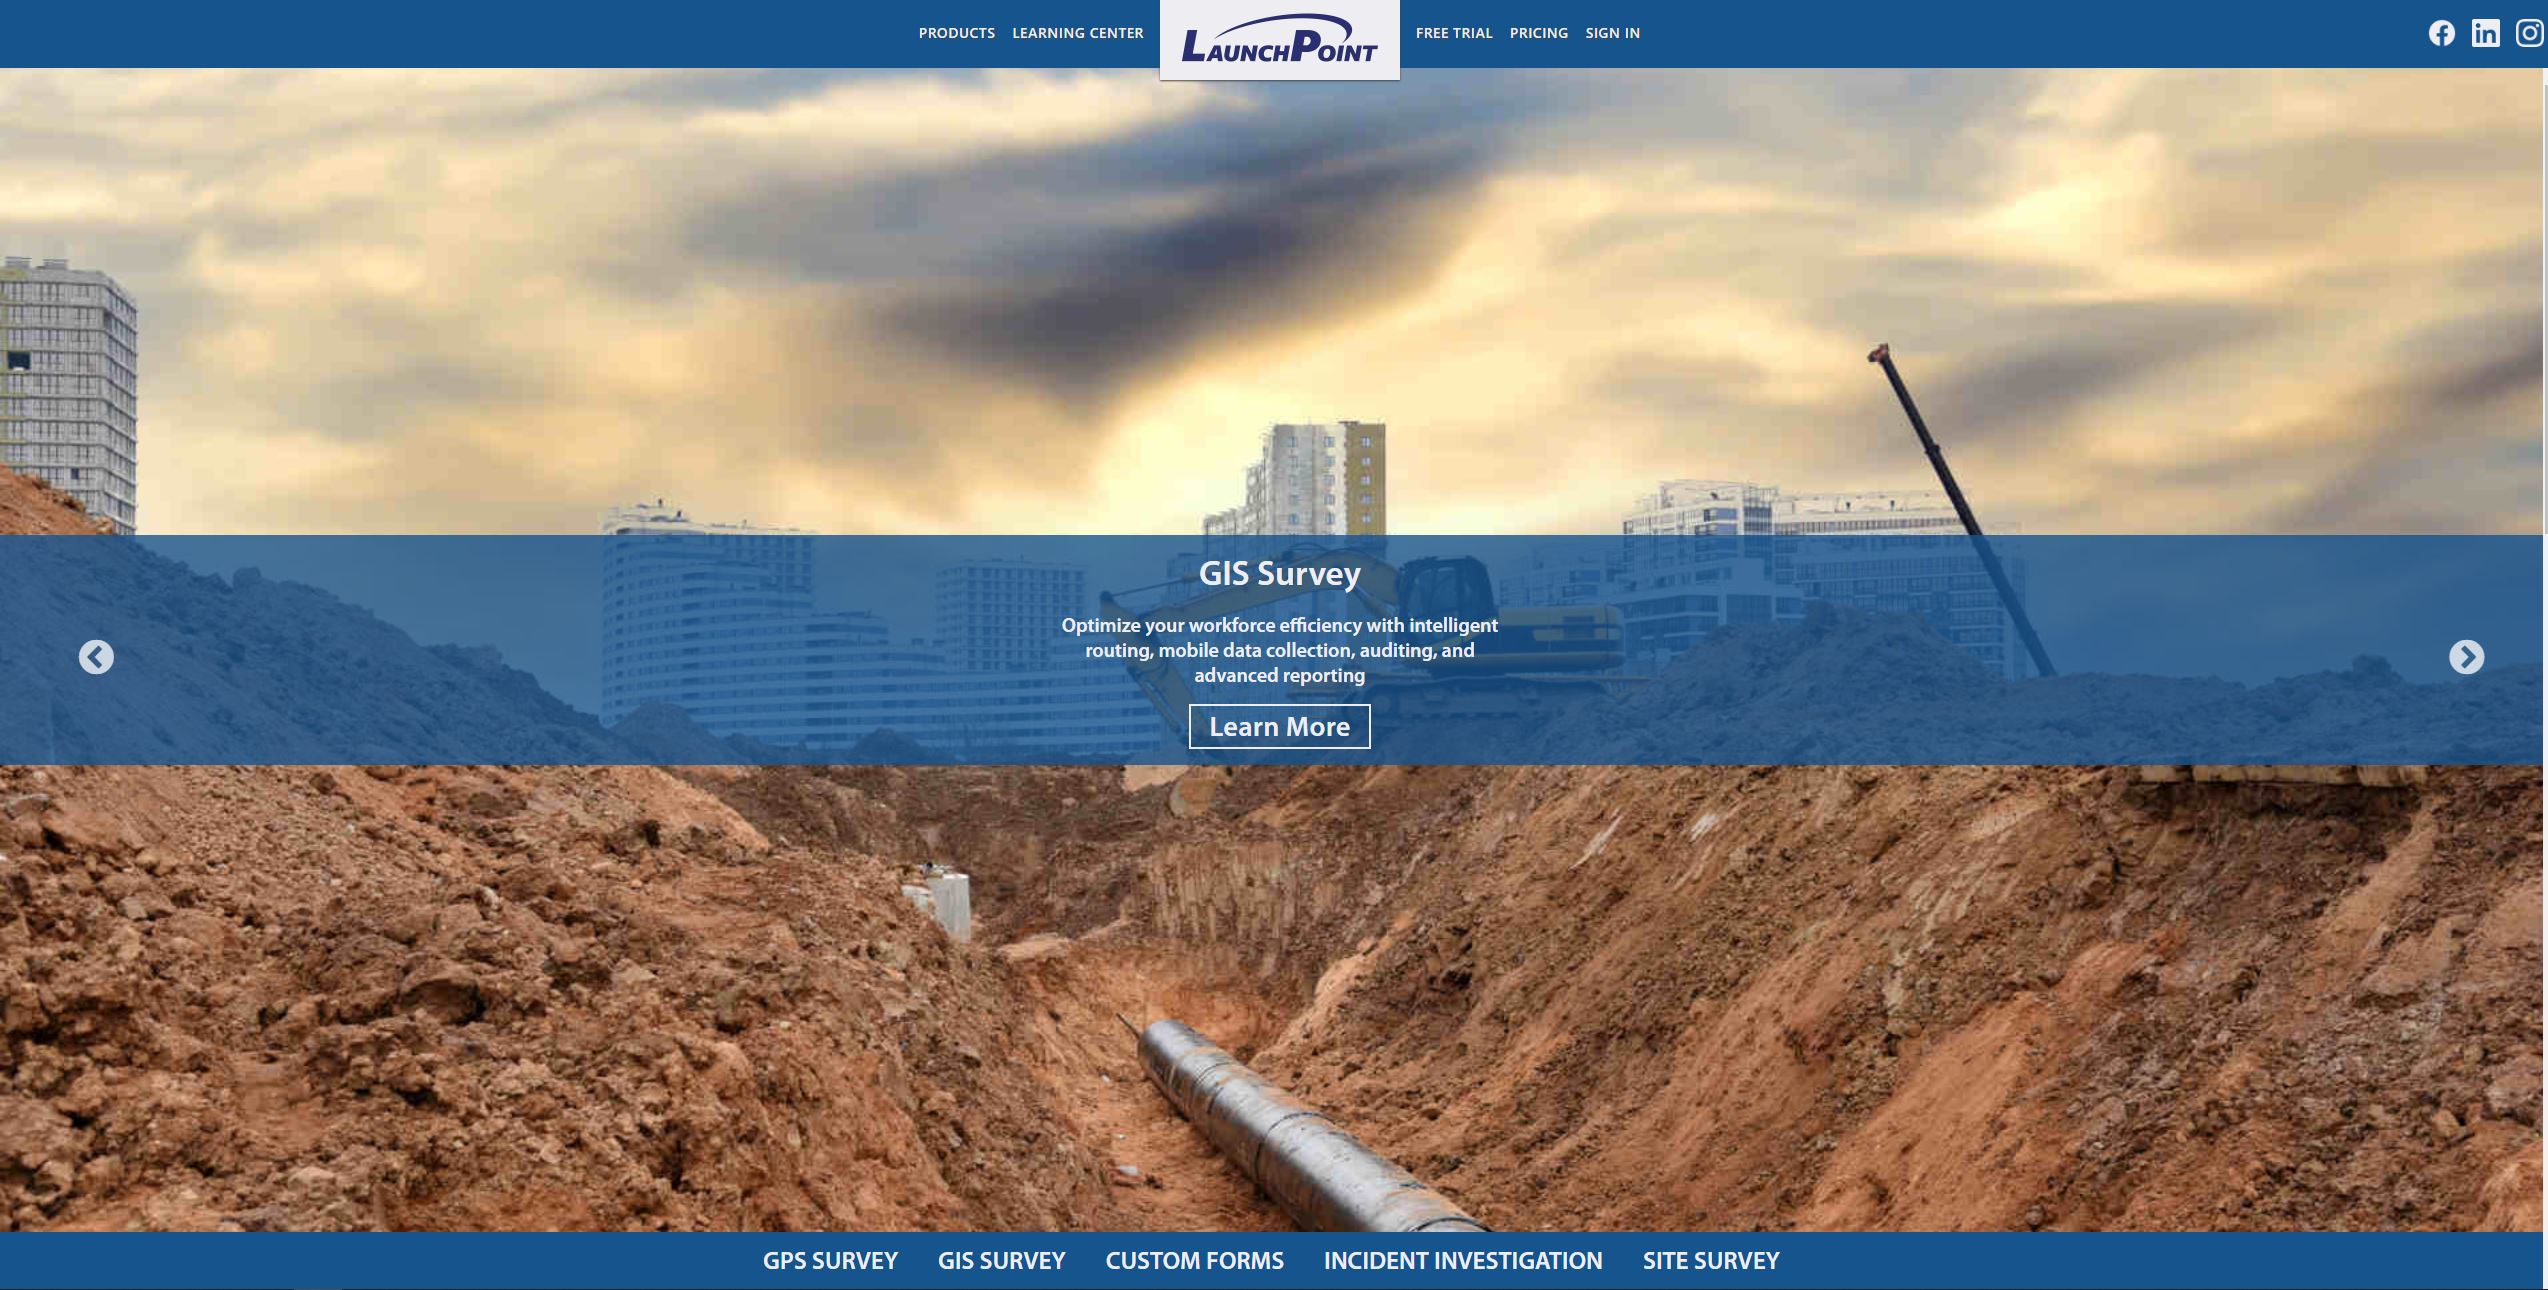 PRODUCTS LEARNING CENTER LAUNCHPOINT FREE TRIAL PRICING SIGN IN
GIS Survey
Optimize your workforce efficiency with intelligent
routing, mobile data collection, auditing, and
advanced reporting
Learn More
GPS SURVEY GIS SURVEY CUSTOM FORMS INCIDENT INVESTIGATION SITE SURVEY